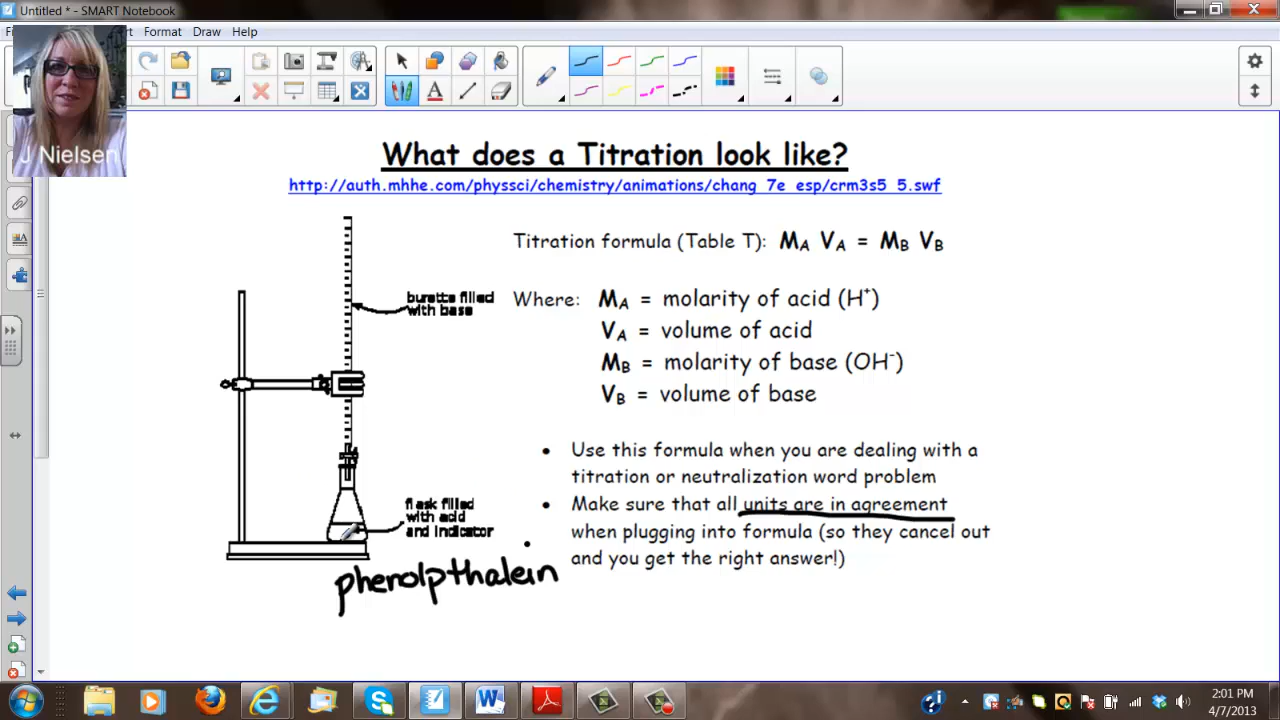 Untitled * - SMART Notebook
Format Draw Help
J Nielsen
What does a Titration look like?
http://auth.mhhe.com/physsci/chemistry/animations/chang_7e_esp/crm3s5_5.swf
Titration formula (Table T): MA VA = MB VB
burette filled
with base
Where: MA = molarity of acid (H+)
VA = volume of acid
MB = molarity of base (OH-)
VB = volume of base
flask filled
with acid
and indicator
phenolpthalein
• Use this formula when you are dealing with a
titration or neutralization word problem
• Make sure that all units are in agreement
when plugging into formula (so they cancel out
and you get the right answer!)
2:01 PM
4/7/2013